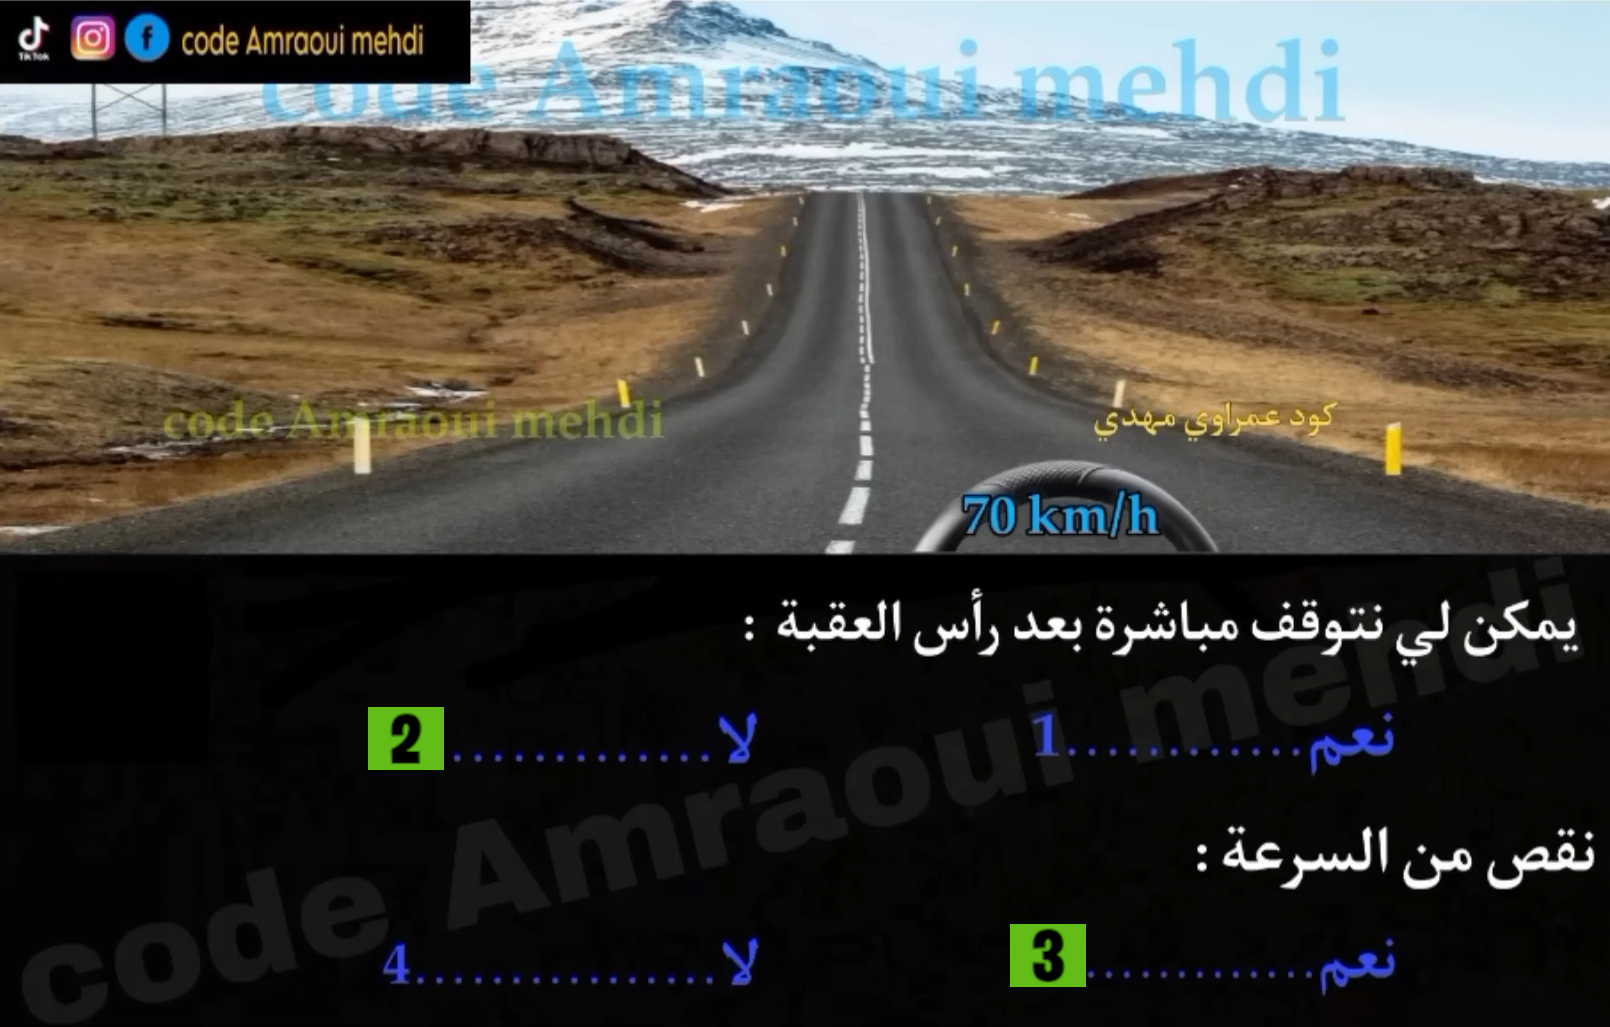 TikTok code Amraoui mehdi
code Amraoui mehdi
code Amraoui mehdi
كود عمراوي مهدي
70 km/h
يمكن لي نتوقف مباشرة بعد رأس العقبة :
نعم............1 لا.............2
نقص من السرعة :
نعم............3 لا...............4
code Amraoui mehdi